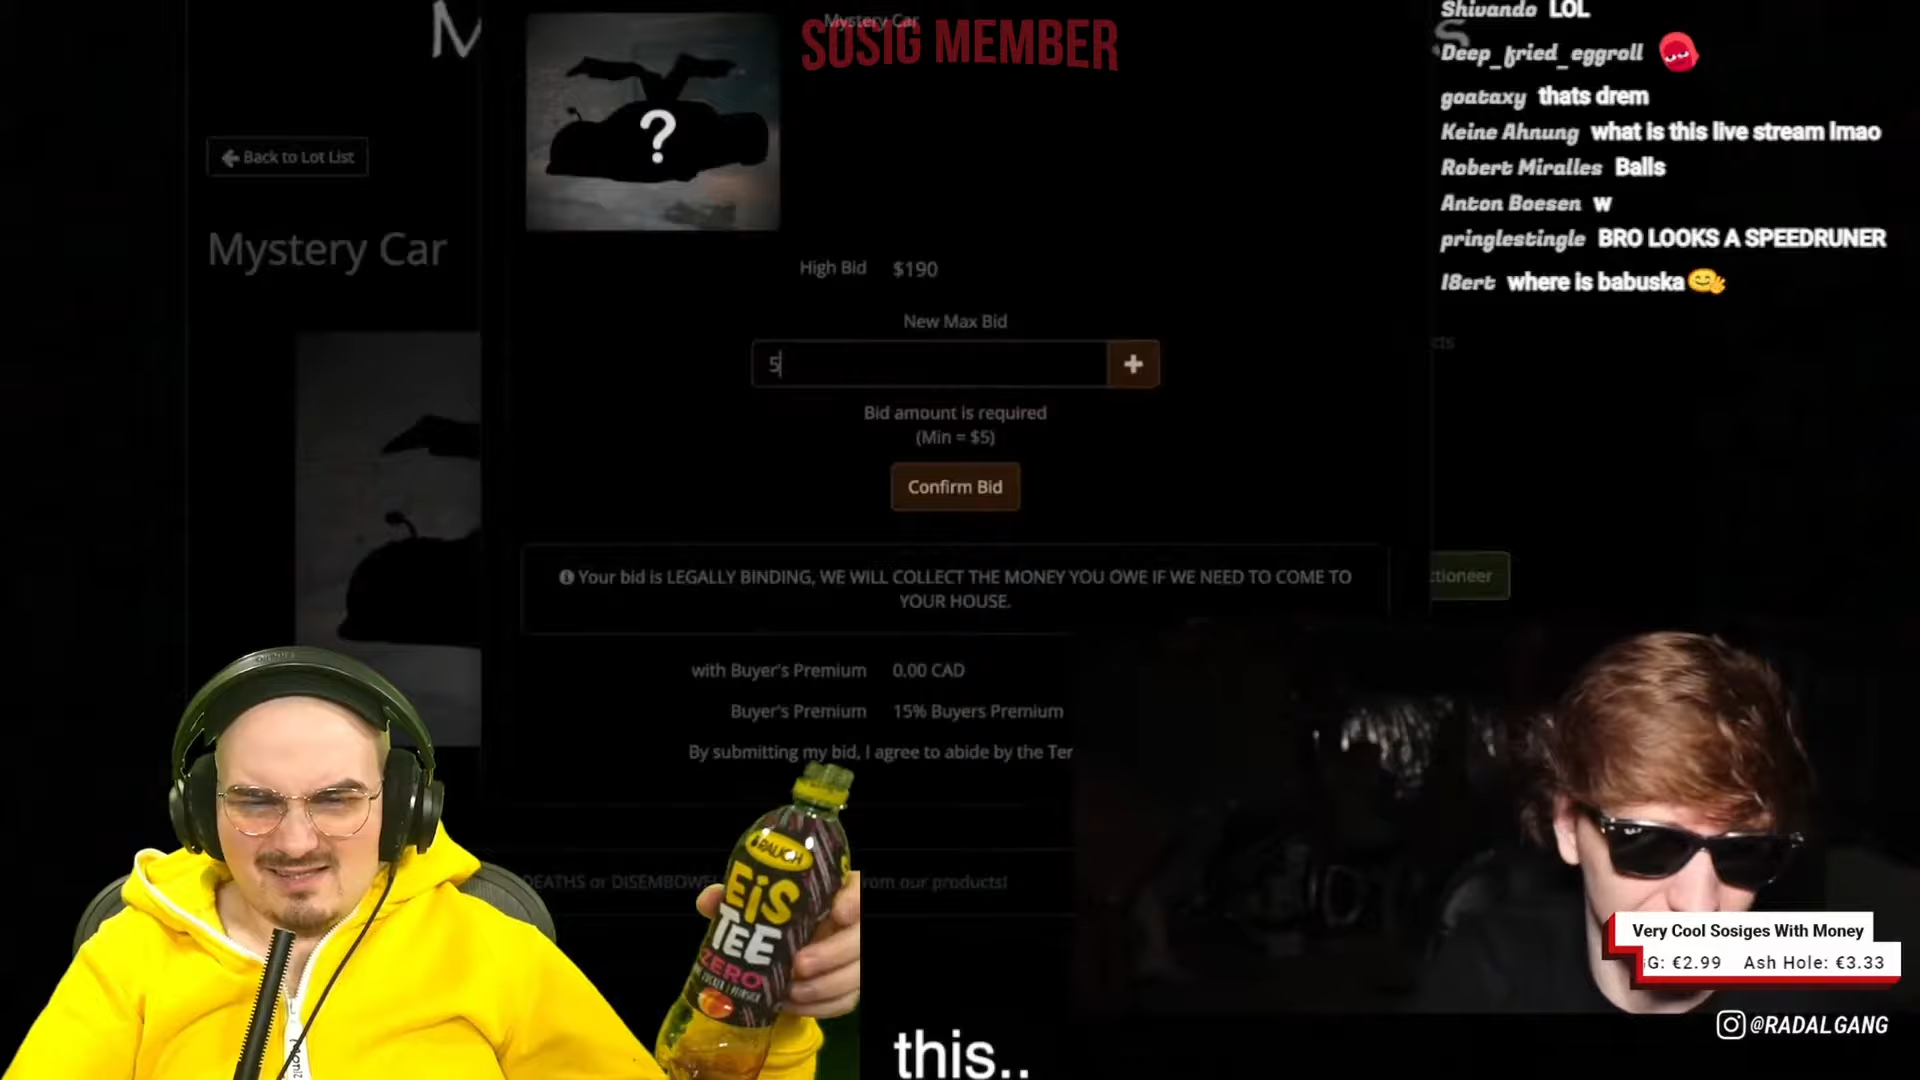 Mystery Car
SOSIG MEMBER
Back to Lot List
Mystery Car
?
High Bid $190
New Max Bid
5
+
Bid amount is required
(Min = $5)
Confirm Bid
Your bid is LEGALLY BINDING, WE WILL COLLECT THE MONEY YOU OWE IF WE NEED TO COME TO
YOUR HOUSE.
with Buyer's Premium 0.00 CAD
Buyer's Premium 15% Buyers Premium
By submitting my bid, I agree to abide by the Ter
DEATHS or DISEMBOWE
rom our products!
cts
ctioneer
Shivando LOL
Deep_fried_eggroll
goataxy thats drem
Keine Ahnung what is this live stream lmao
Robert Miralles Balls
Anton Boesen w
pringlestingle BRO LOOKS A SPEEDRUNER
18ert where is babuska
RAUCH
EiS
TEE
ZERO
Very Cool Sosiges With Money
G: €2.99 Ash Hole: €3.33
@RADALGANG
this..